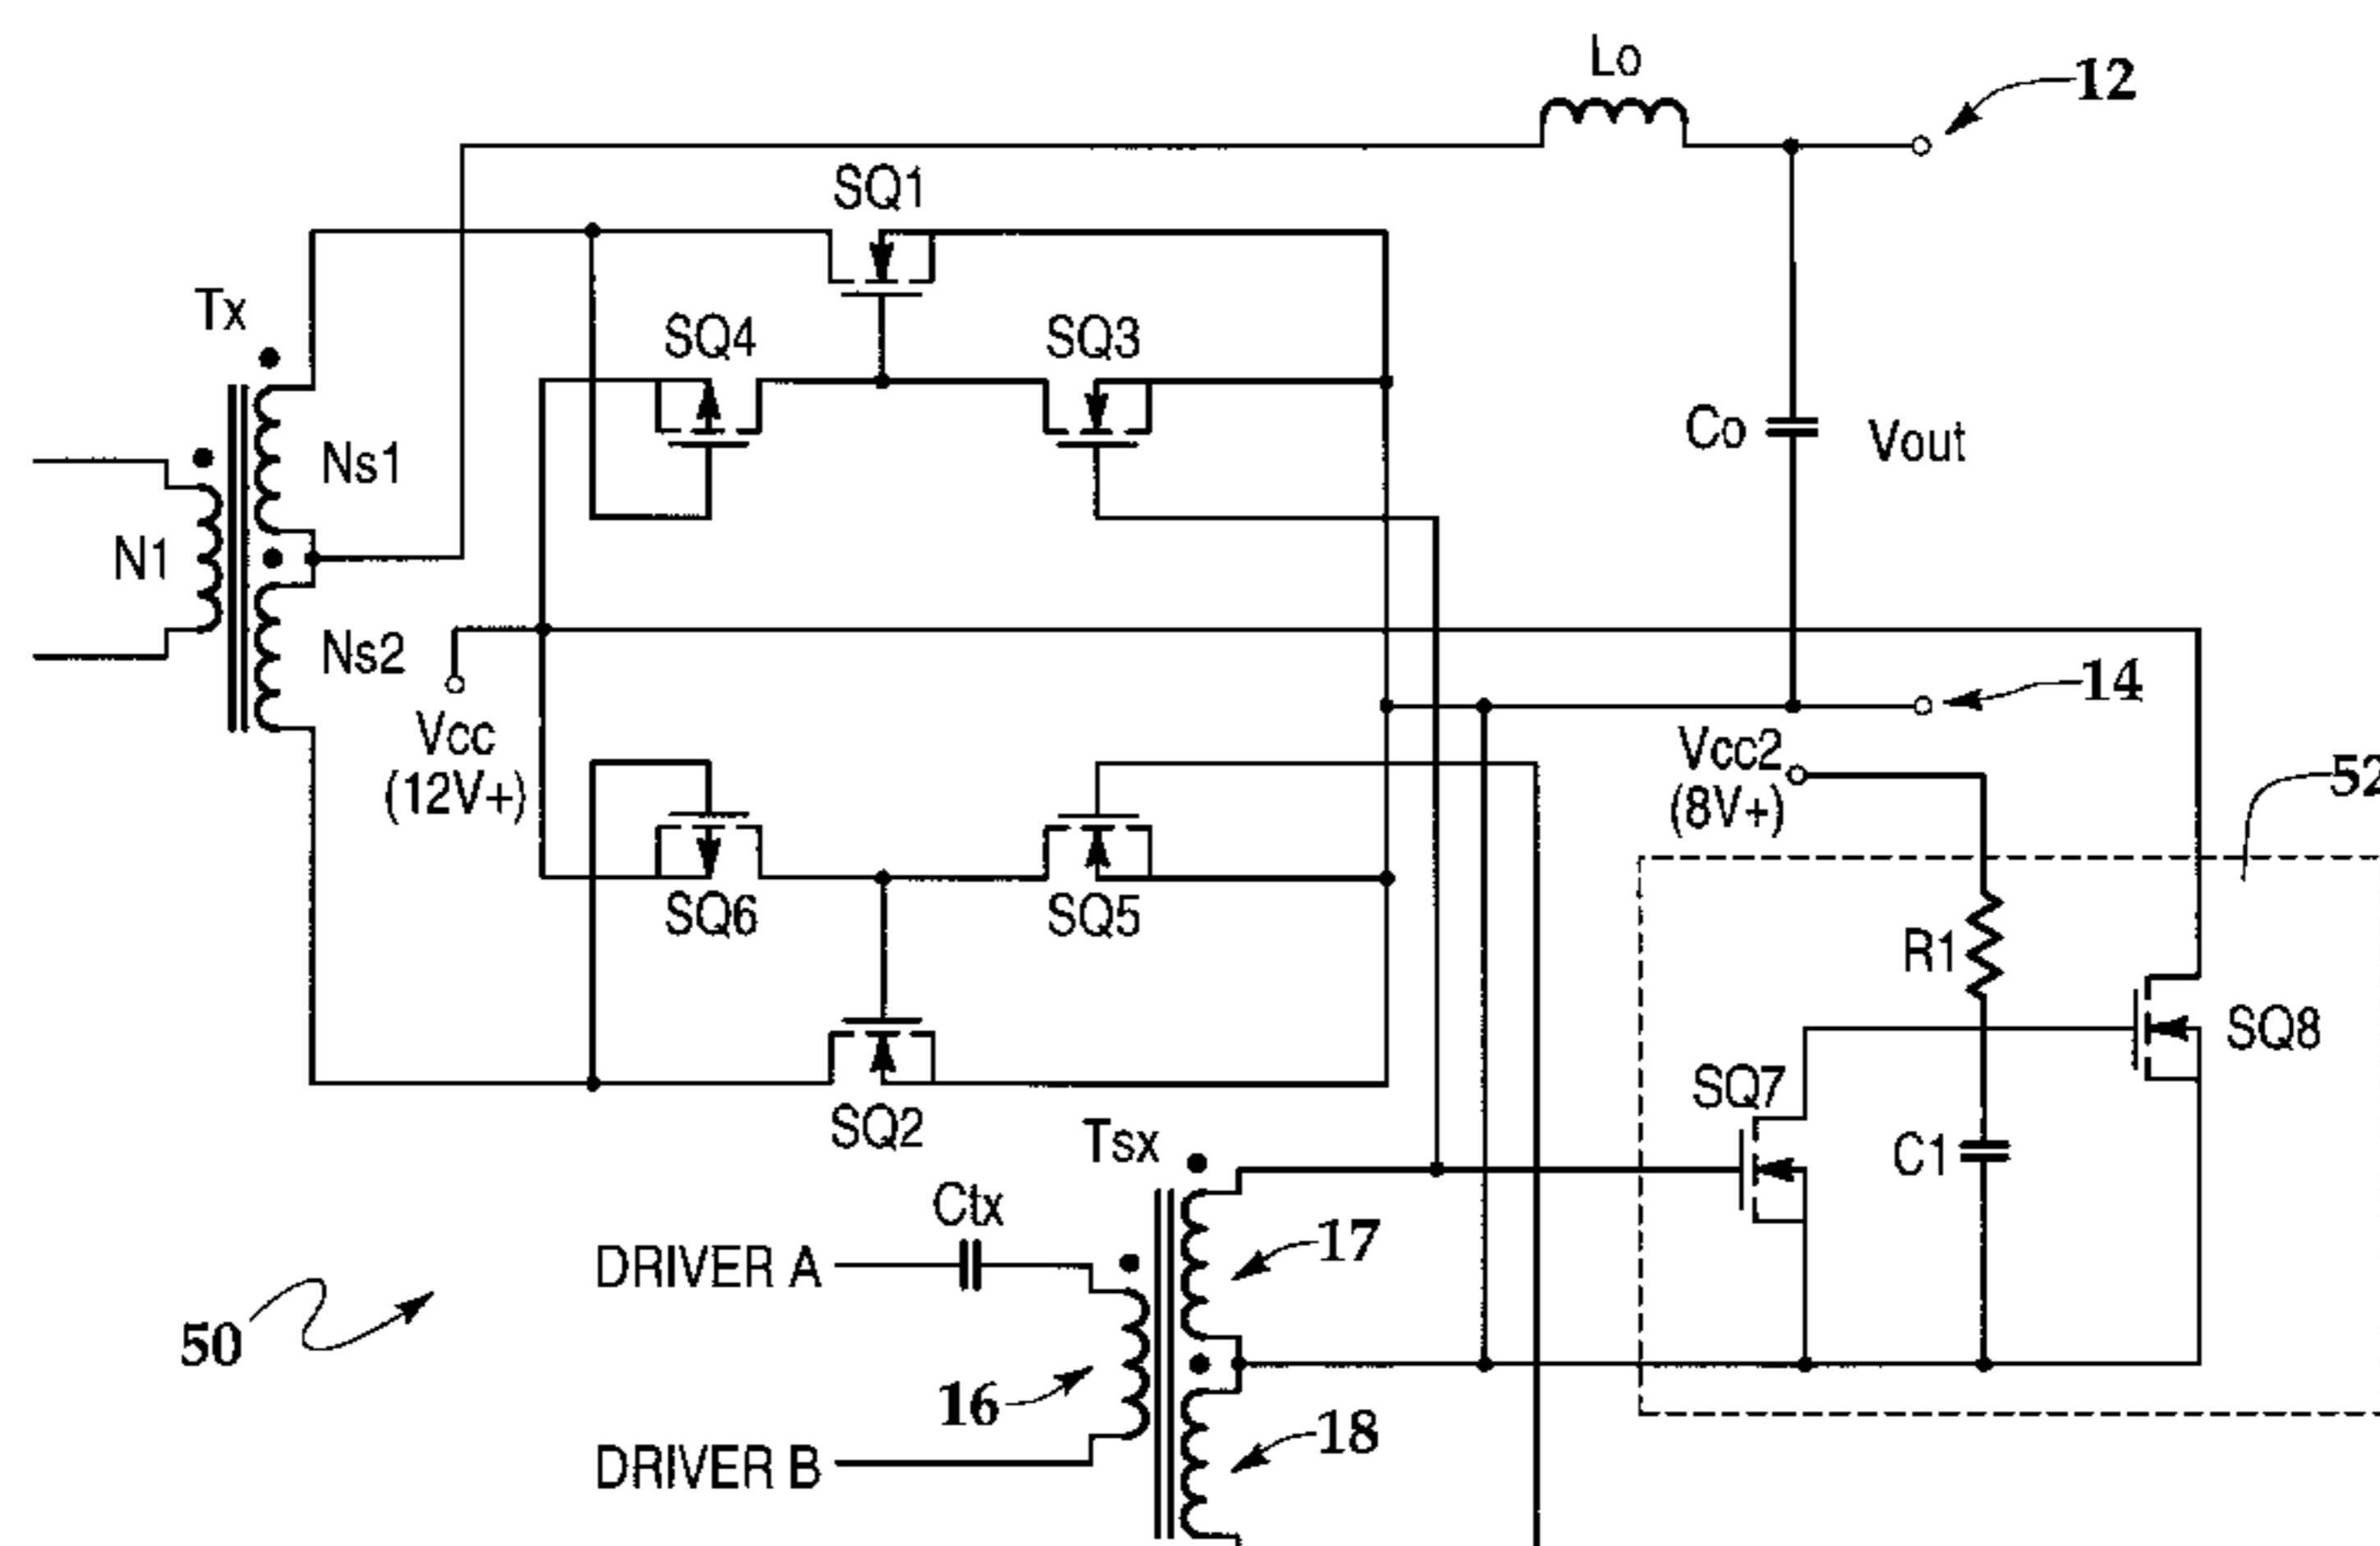 Lo
12
SQ1
Tx
SQ4
SQ3
Ns1
Co
Vout
N1
Ns2
Vcc
(12V+)
14
Vcc2
(8V+)
52
SQ6
SQ5
R1
SQ8
SQ7
SQ2
Tsx
C1
Ctx
DRIVER A
17
50
16
18
DRIVER B